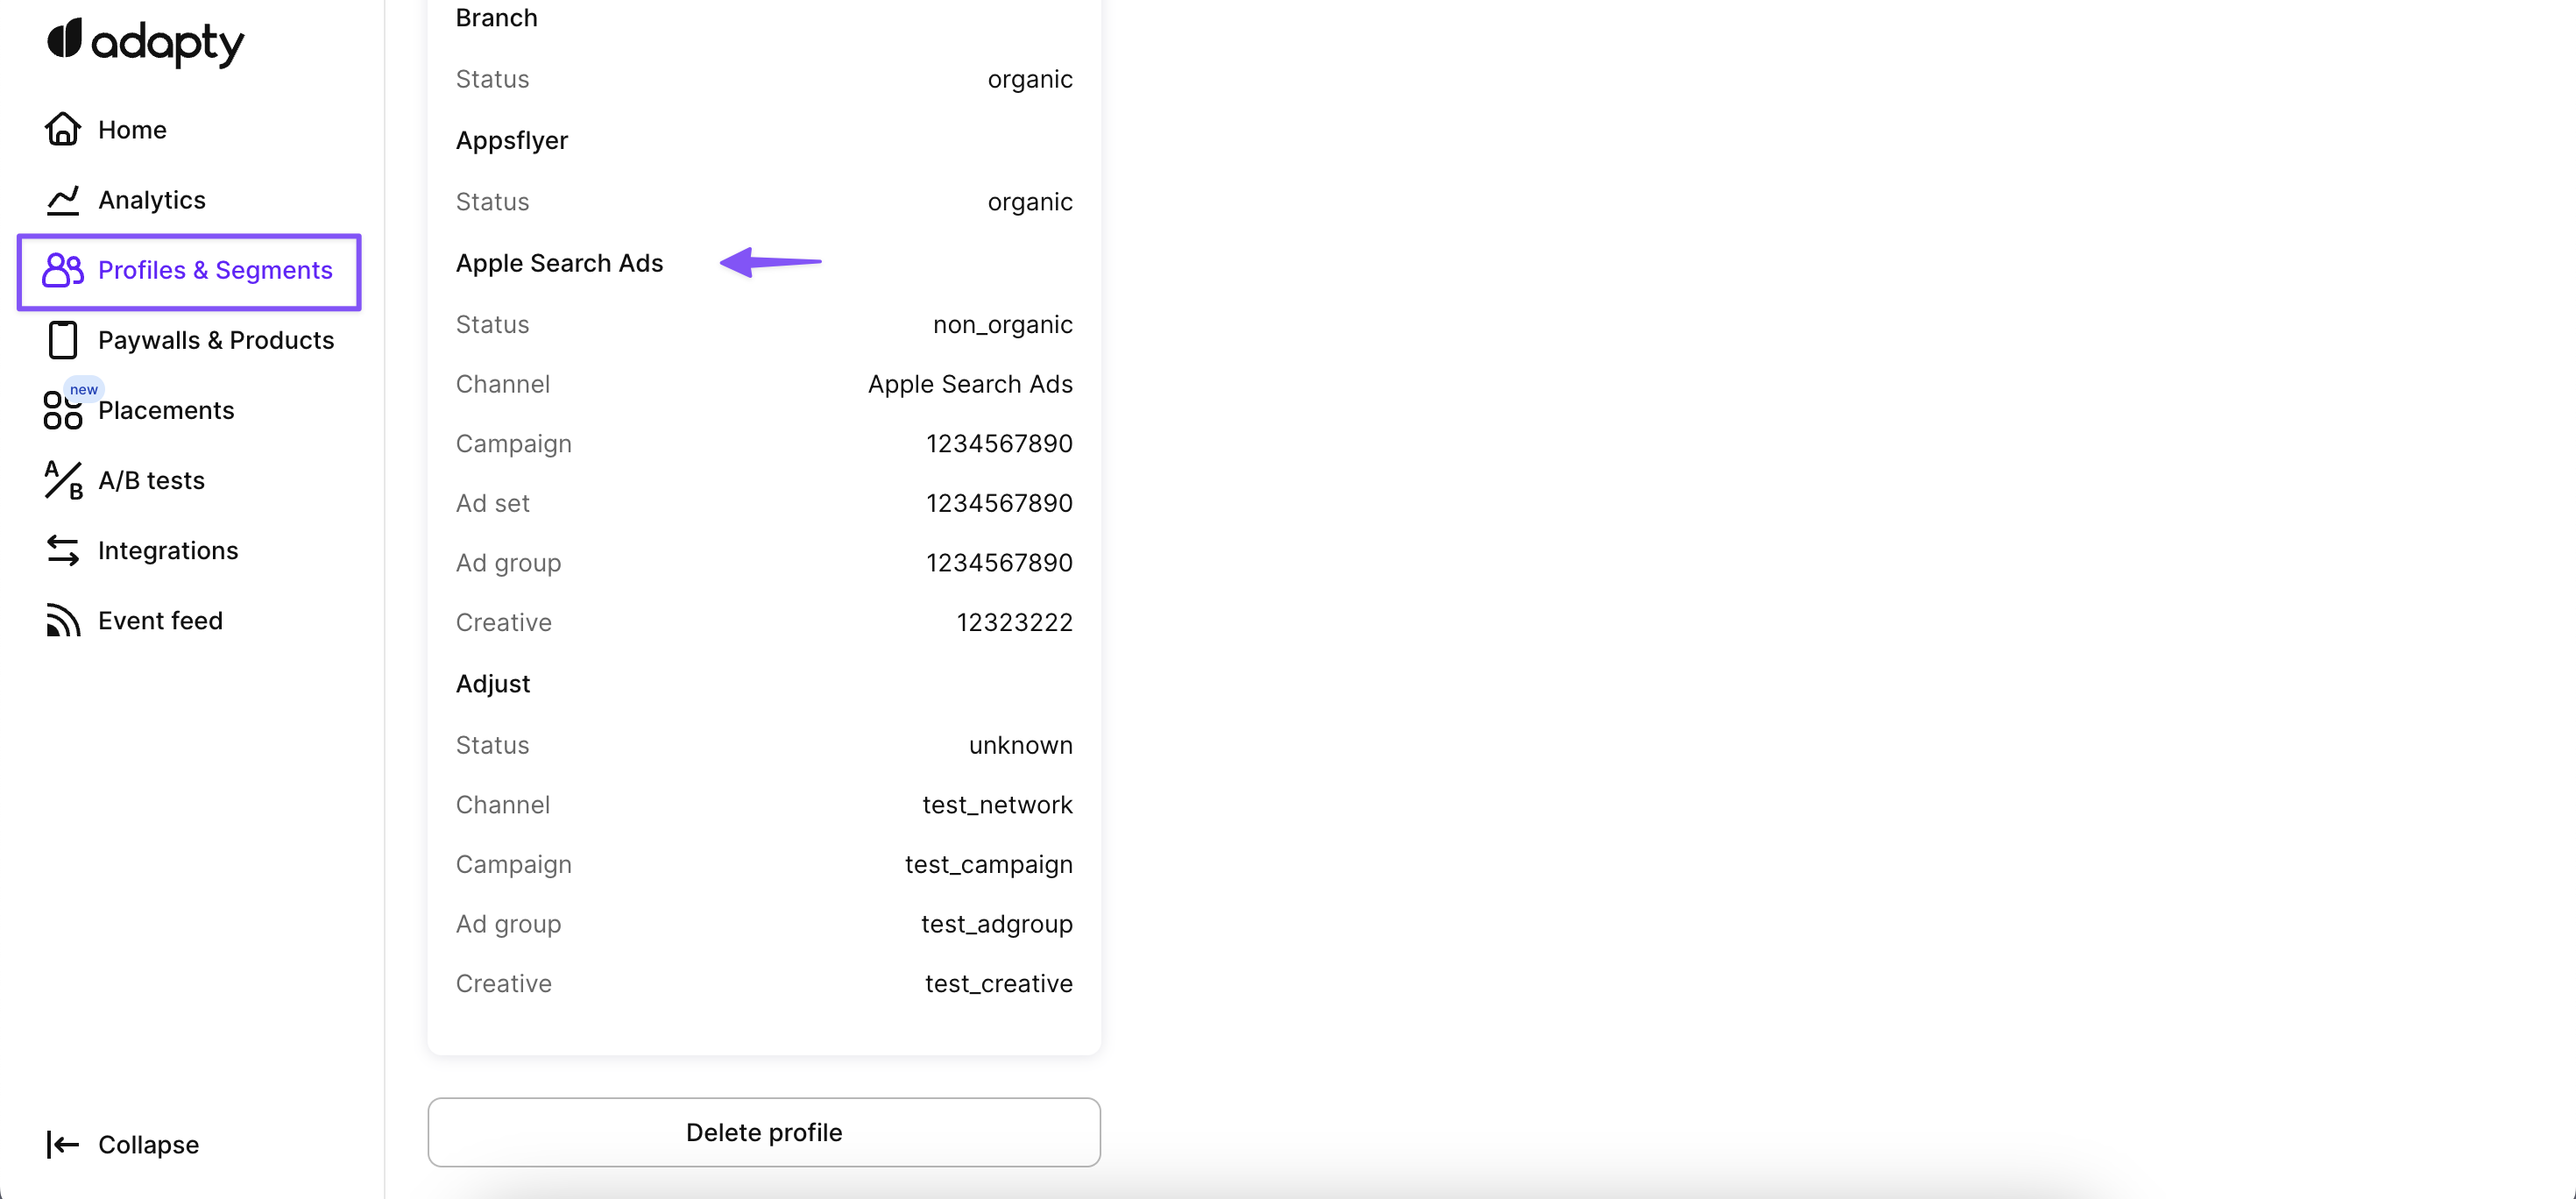 adapty
Home
Analytics
Profiles & Segments
Paywalls & Products
new
Placements
A/B tests
Integrations
Event feed
Collapse
Branch
Status organic
Appsflyer
Status organic
Apple Search Ads
Status non_organic
Channel Apple Search Ads
Campaign 1234567890
Ad set 1234567890
Ad group 1234567890
Creative 12323222
Adjust
Status unknown
Channel test_network
Campaign test_campaign
Ad group test_adgroup
Creative test_creative
Delete profile